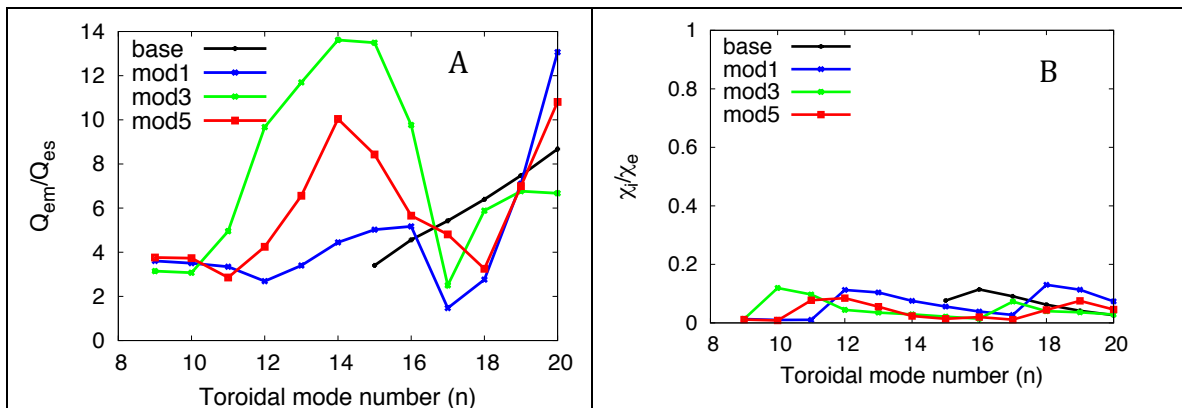 A
base
mod1
mod3
mod5
Q_em/Q_es
14
12
10
8
6
4
2
0
8 10 12 14 16 18 20
Toroidal mode number (n)
B
base
mod1
mod3
mod5
χ_i/χ_e
1
0.8
0.6
0.4
0.2
0
8 10 12 14 16 18 20
Toroidal mode number (n)